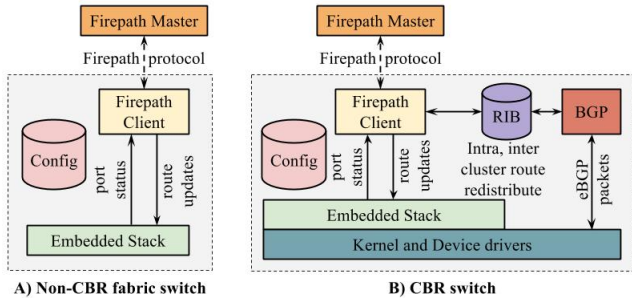 Firepath Master
Firepath protocol
Firepath
Client
Config
port
status
route
updates
Embedded Stack
A) Non-CBR fabric switch
Firepath Master
Firepath protocol
Firepath
Client
RIB
BGP
Config
port
status
route
updates
Intra, inter
cluster route
redistribute
eBGP
packets
Embedded Stack
Kernel and Device drivers
B) CBR switch